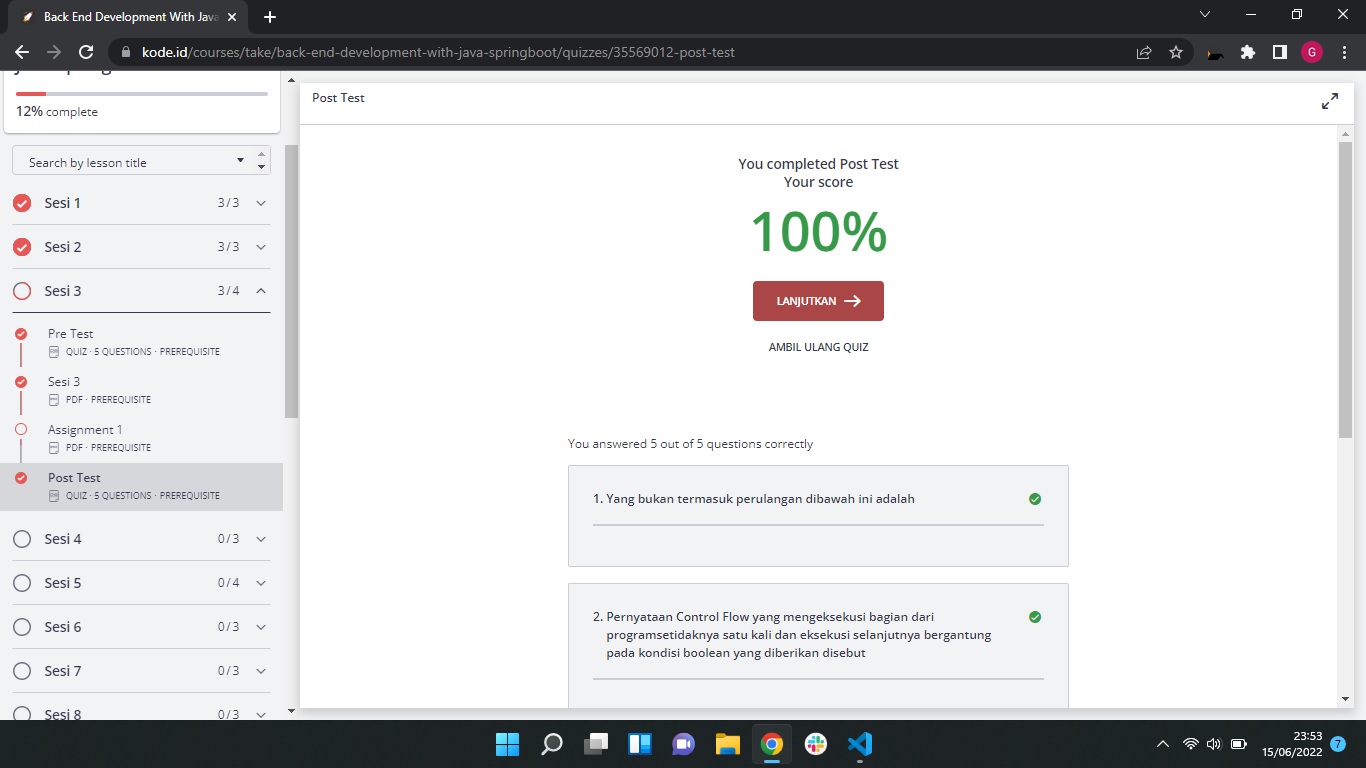 Back End Development With Java
kode.id/courses/take/back-end-development-with-java-springboot/quizzes/35569012-post-test
G
12% complete
Search by lesson title
Sesi 1 3/3
Sesi 2 3/3
Sesi 3 3/4
Pre Test
QUIZ · 5 QUESTIONS · PREREQUISITE
Sesi 3
PDF · PREREQUISITE
Assignment 1
PDF · PREREQUISITE
Post Test
QUIZ · 5 QUESTIONS · PREREQUISITE
Sesi 4 0/3
Sesi 5 0/4
Sesi 6 0/3
Sesi 7 0/3
Sesi 8 0/3
Post Test
You completed Post Test
Your score
100%
LANJUTKAN
AMBIL ULANG QUIZ
You answered 5 out of 5 questions correctly
1. Yang bukan termasuk perulangan dibawah ini adalah
2. Pernyataan Control Flow yang mengeksekusi bagian dari
programsetidaknya satu kali dan eksekusi selanjutnya bergantung
pada kondisi boolean yang diberikan disebut
23:53
15/06/2022
7